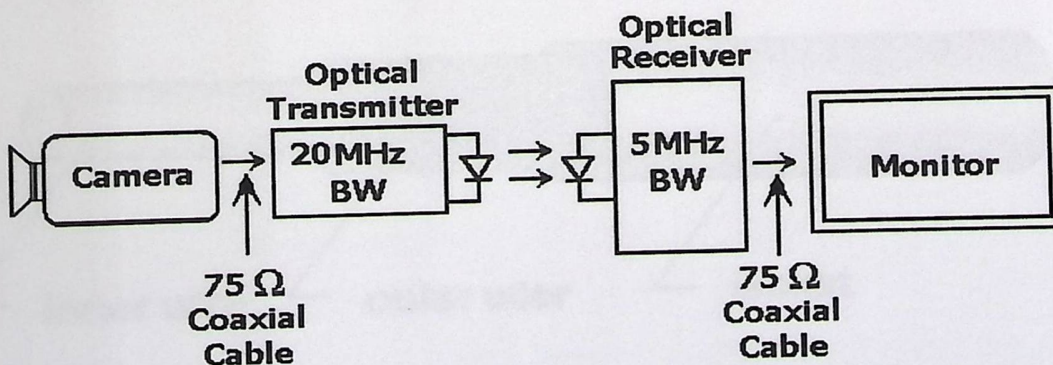 Optical
Receiver
Optical
Transmitter
Camera
20MHz
BW
5MHz
BW
Monitor
75 Ω
Coaxial
Cable
75 Ω
Coaxial
Cable